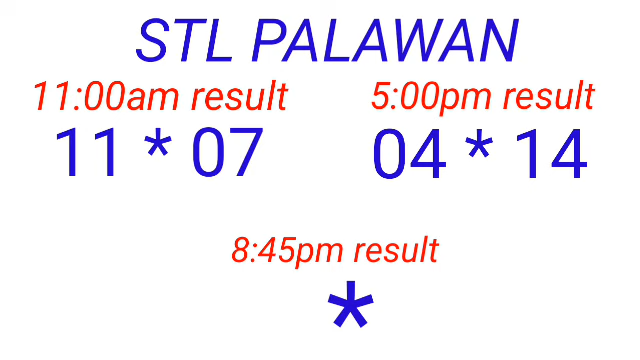 STL PALAWAN
11:00am result
11 * 07
5:00pm result
04 * 14
8:45pm result
*